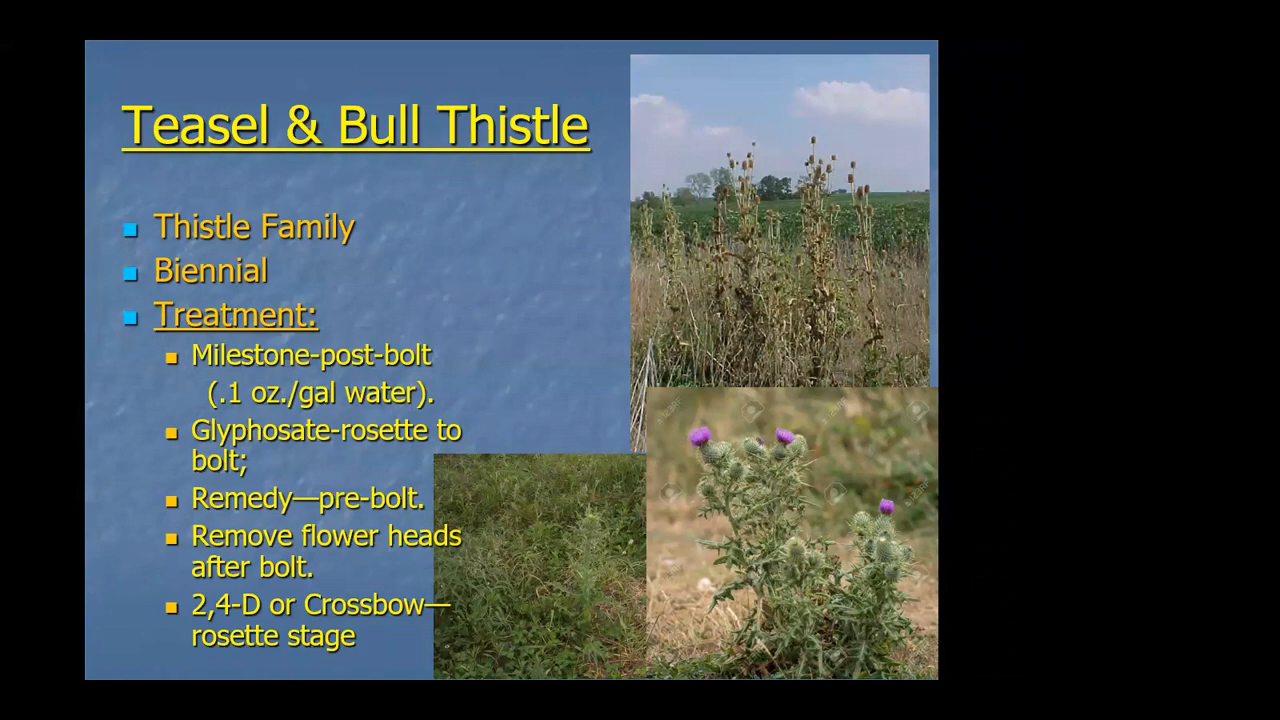 Teasel & Bull Thistle
Thistle Family
Biennial
Treatment:
Milestone-post-bolt
(.1 oz./gal water).
Glyphosate-rosette to
bolt;
Remedy—pre-bolt.
Remove flower heads
after bolt.
2,4-D or Crossbow—
rosette stage